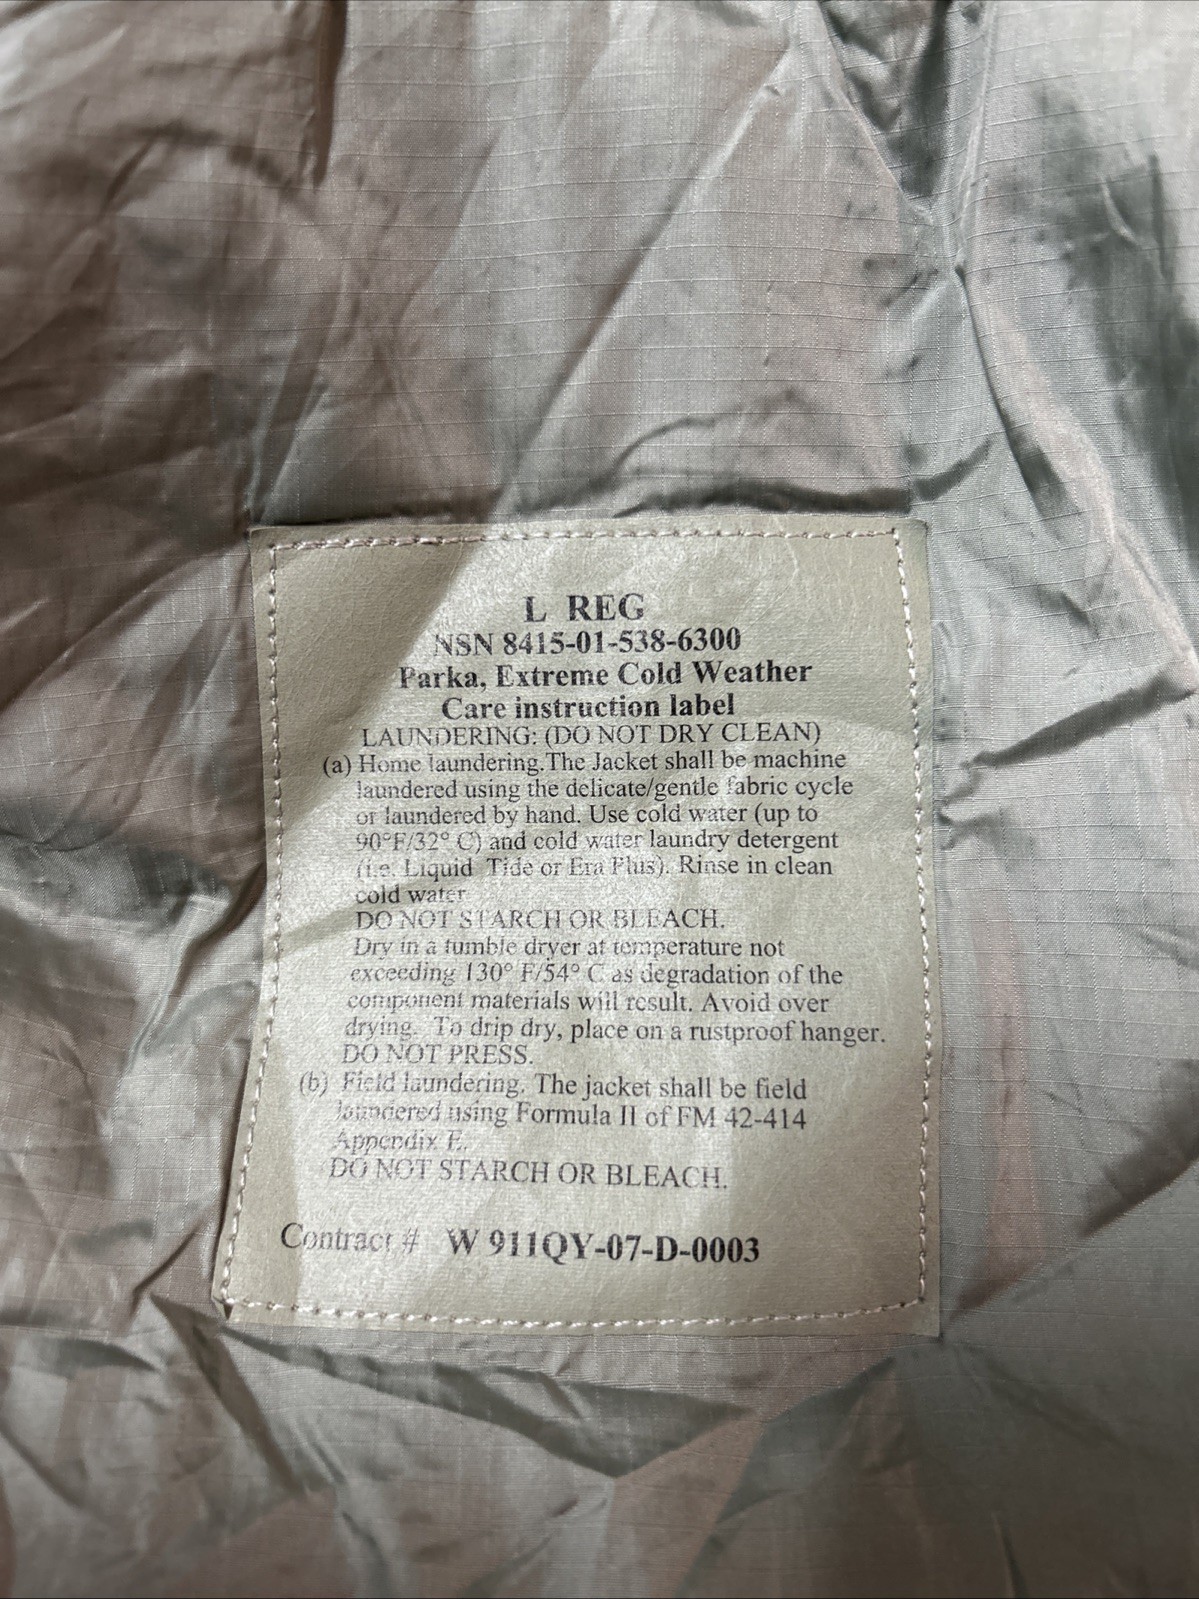 L REG
NSN 8415-01-538-6300
Parka, Extreme Cold Weather
Care instruction label
LAUNDERING: (DO NOT DRY CLEAN)
(a) Home laundering.The Jacket shall be machine
laundered using the delicate/gentle fabric cycle
or laundered by hand. Use cold water (up to
90°F/32° C) and cold water laundry detergent
(i.e. Liquid Tide or Era Plus). Rinse in clean
cold water
DO NOT STARCH OR BLEACH.
Dry in a tumble dryer at temperature not
exceeding 130° F/54° C as degradation of the
component materials will result. Avoid over
drying. To drip dry, place on a rustproof hanger.
DO NOT PRESS.
(b) Field laundering. The jacket shall be field
laundered using Formula II of FM 42-414
Appendix E.
DO NOT STARCH OR BLEACH.
Contract # W 911QY-07-D-0003